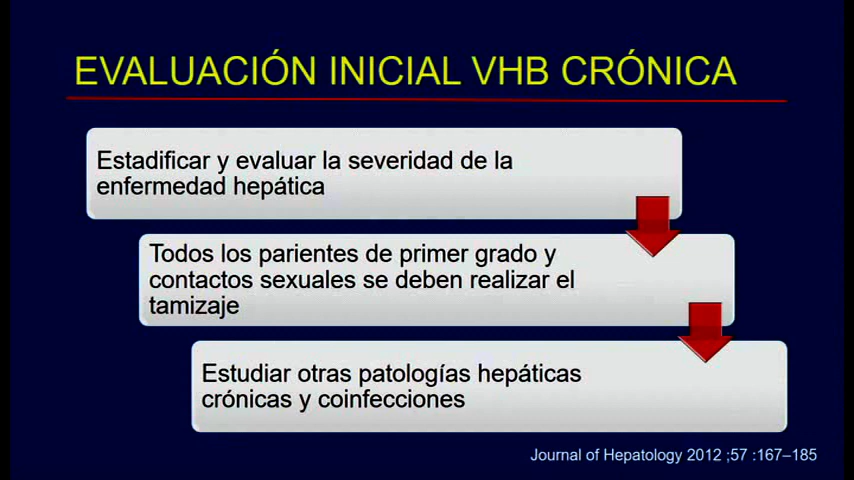 EVALUACIÓN INICIAL VHB CRÓNICA
Estadificar y evaluar la severidad de la
enfermedad hepática
Todos los parientes de primer grado y
contactos sexuales se deben realizar el
tamizaje
Estudiar otras patologías hepáticas
crónicas y coinfecciones
Journal of Hepatology 2012 ;57 :167–185